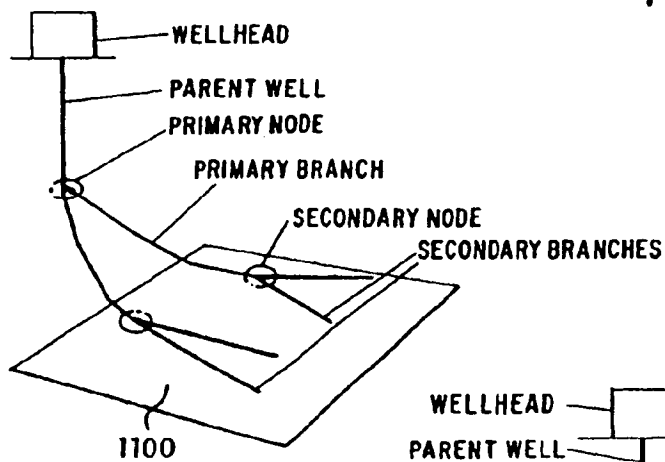 WELLHEAD
PARENT WELL
PRIMARY NODE
PRIMARY BRANCH
SECONDARY NODE
SECONDARY BRANCHES
1100
WELLHEAD
PARENT WELL